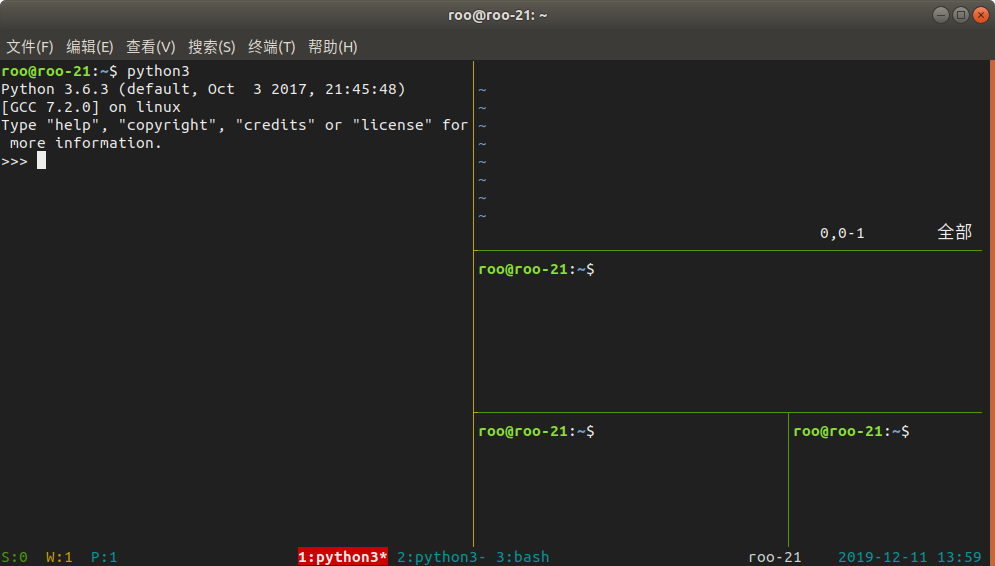 roo@roo-21: ~
文件(F) 编辑(E) 查看(V) 搜索(S) 终端(T) 帮助(H)
roo@roo-21:~$ python3
Python 3.6.3 (default, Oct  3 2017, 21:45:48)
[GCC 7.2.0] on linux
Type "help", "copyright", "credits" or "license" for
 more information.
>>>
~
~
~
~
~
~
~
~
0,0-1 全部
roo@roo-21:~$
roo@roo-21:~$
roo@roo-21:~$
S:0 W:1 P:1 1:python3* 2:python3- 3:bash roo-21 2019-12-11 13:59